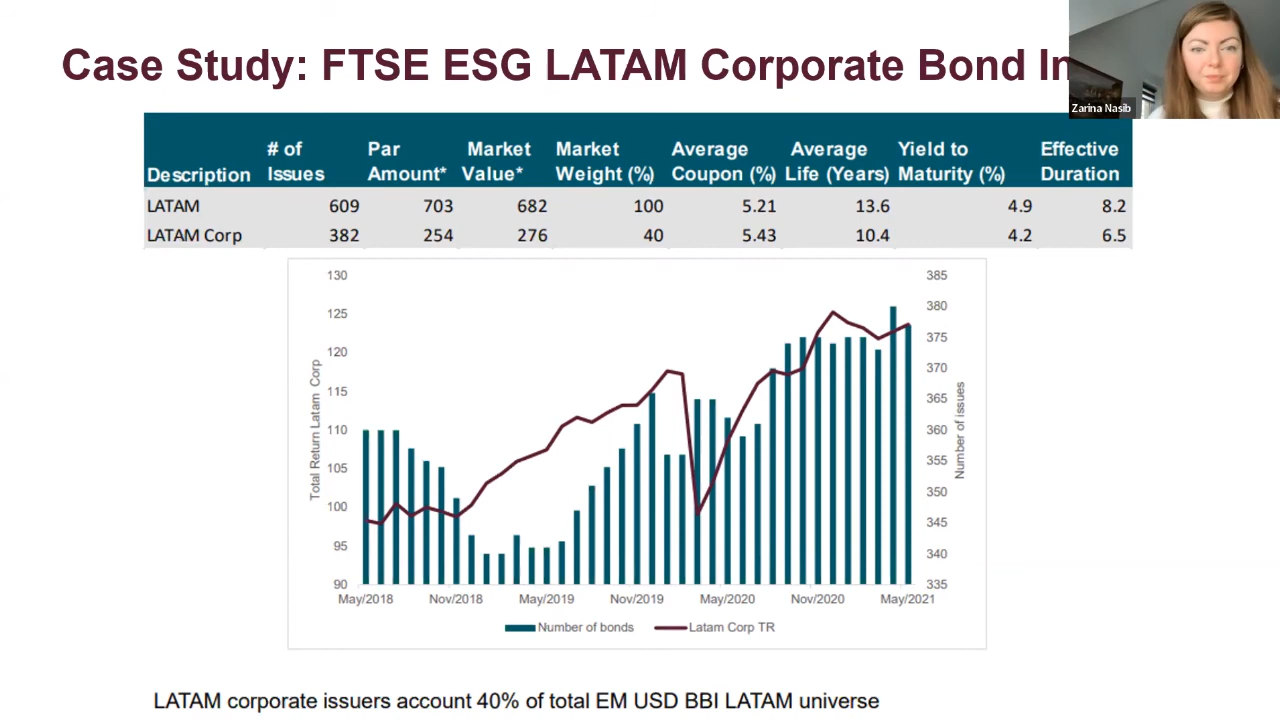 Case Study: FTSE ESG LATAM Corporate Bond In
Zarina Nasib
Description # of Issues Par Amount* Market Value* Market Weight (%) Average Coupon (%) Average Life (Years) Yield to Maturity (%) Effective Duration
LATAM 609 703 682 100 5.21 13.6 4.9 8.2
LATAM Corp 382 254 276 40 5.43 10.4 4.2 6.5
Total Return Latam Corp
130
125
120
115
110
105
100
95
90
385
380
375
370
365
360
355
350
345
340
335
Number of issues
May/2018 Nov/2018 May/2019 Nov/2019 May/2020 Nov/2020 May/2021
Number of bonds Latam Corp TR
LATAM corporate issuers account 40% of total EM USD BBI LATAM universe